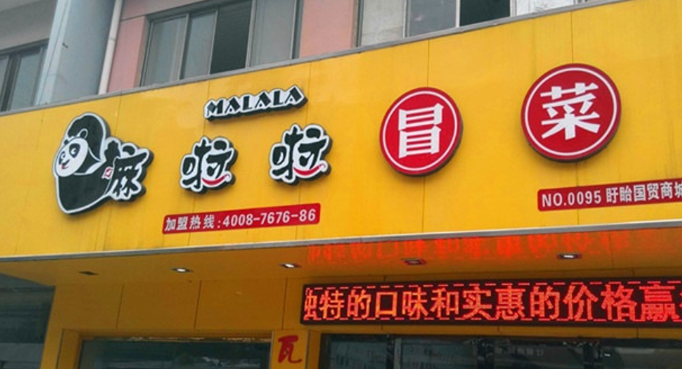 MALALA
麻啦啦冒菜
加盟热线:4008-7676-86
NO.0095 盱眙国贸商城
独特的口味和实惠的价格赢
瓦